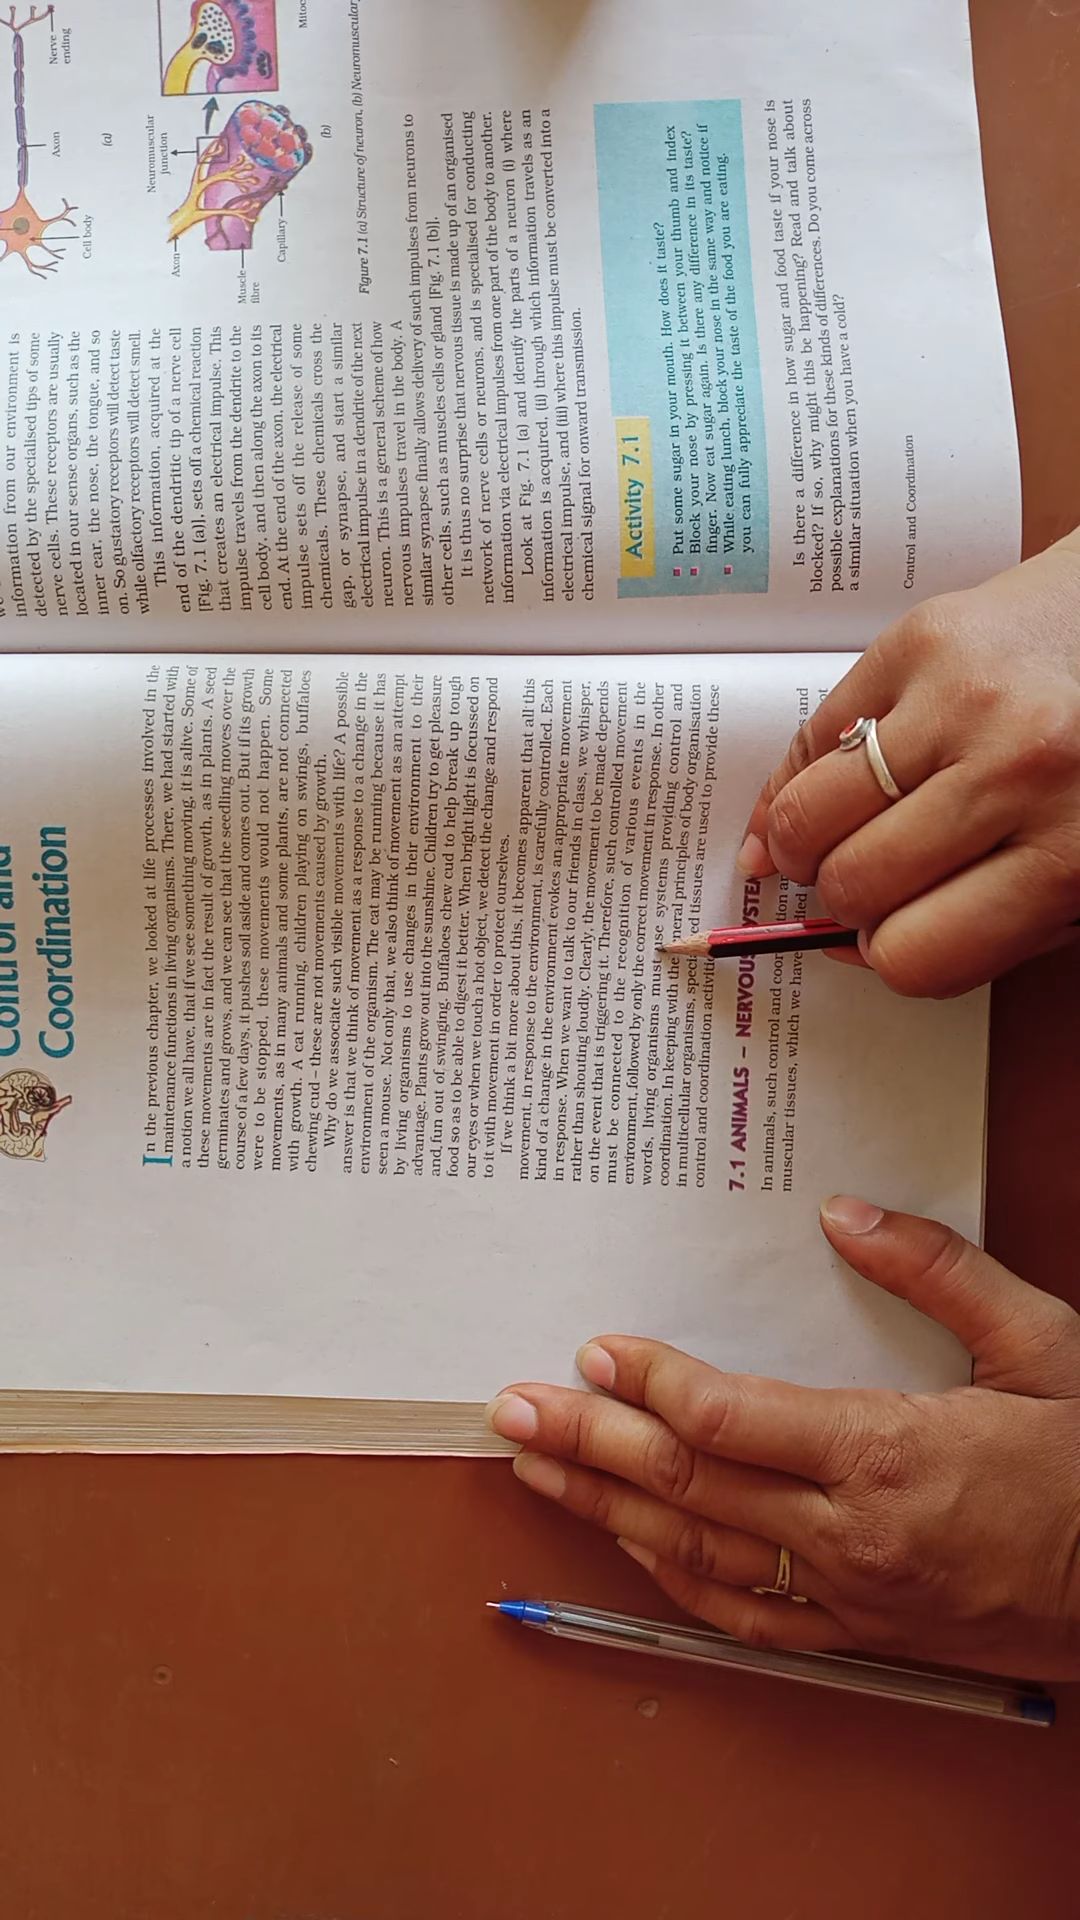 Control and
Coordination
In the previous chapter, we looked at life processes involved in the
maintenance functions in living organisms. There, we had started with
a notion we all have, that if we see something moving, it is alive. Some of
these movements are in fact the result of growth, as in plants. A seed
germinates and grows, and we can see that the seedling moves over the
course of a few days, it pushes soil aside and comes out. But if its growth
were to be stopped, these movements would not happen. Some
movements, as in many animals and some plants, are not connected
with growth. A cat running, children playing on swings, buffaloes
chewing cud – these are not movements caused by growth.
Why do we associate such visible movements with life? A possible
answer is that we think of movement as a response to a change in the
environment of the organism. The cat may be running because it has
seen a mouse. Not only that, we also think of movement as an attempt
by living organisms to use changes in their environment to their
advantage. Plants grow out into the sunshine. Children try to get pleasure
and fun out of swinging. Buffaloes chew cud to help break up tough
food so as to be able to digest it better. When bright light is focussed on
our eyes or when we touch a hot object, we detect the change and respond
to it with movement in order to protect ourselves.
If we think a bit more about this, it becomes apparent that all this
movement, in response to the environment, is carefully controlled. Each
kind of a change in the environment evokes an appropriate movement
in response. When we want to talk to our friends in class, we whisper,
rather than shouting loudly. Clearly, the movement to be made depends
on the event that is triggering it. Therefore, such controlled movement
must be connected to the recognition of various events in the
environment, followed by only the correct movement in response. In other
words, living organisms must use systems providing control and
coordination. In keeping with the general principles of body organisation
in multicellular organisms, specialised tissues are used to provide these
control and coordination activities
7.1 ANIMALS – NERVOUS SYSTEM
In animals, such control and coordination are and
muscular tissues, which we have
information from our environment is
detected by the specialised tips of some
nerve cells. These receptors are usually
located in our sense organs, such as the
inner ear, the nose, the tongue, and so
on. So gustatory receptors will detect taste
while olfactory receptors will detect smell.
This information, acquired at the
end of the dendritic tip of a nerve cell
[Fig. 7.1 (a)], sets off a chemical reaction
that creates an electrical impulse. This
impulse travels from the dendrite to the
cell body, and then along the axon to its
end. At the end of the axon, the electrical
impulse sets off the release of some
chemicals. These chemicals cross the
gap, or synapse, and start a similar
electrical impulse in a dendrite of the next
neuron. This is a general scheme of how
nervous impulses travel in the body. A
similar synapse finally allows delivery of such impulses from neurons to
other cells, such as muscles cells or gland [Fig. 7.1 (b)].
Nerve
ending
Axon
Cell body
(a)
Neuromuscular
junction
Axon
Muscle
fibre
Capillary
(b)
Figure 7.1 (a) Structure of neuron, (b) Neuromuscular
It is thus no surprise that nervous tissue is made up of an organised
network of nerve cells or neurons, and is specialised for conducting
information via electrical impulses from one part of the body to another.
Look at Fig. 7.1 (a) and identify the parts of a neuron (i) where
information is acquired, (ii) through which information travels as an
electrical impulse, and (iii) where this impulse must be converted into a
chemical signal for onward transmission.
Activity 7.1
Put some sugar in your mouth. How does it taste?
Block your nose by pressing it between your thumb and index
finger. Now eat sugar again. Is there any difference in its taste?
While eating lunch, block your nose in the same way and notice if
you can fully appreciate the taste of the food you are eating.
Is there a difference in how sugar and food taste if your nose is
blocked? If so, why might this be happening? Read and talk about
possible explanations for these kinds of differences. Do you come across
a similar situation when you have a cold?
Control and Coordination